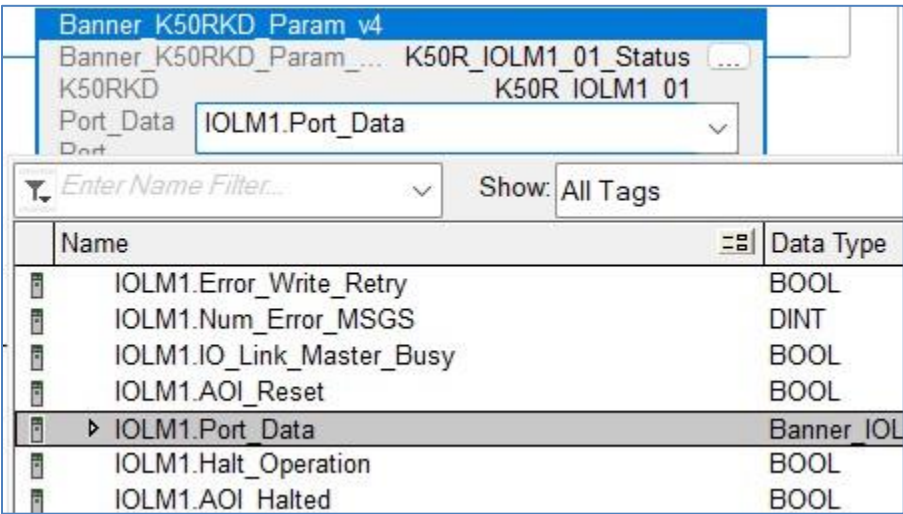 Banner_K50RKD_Param_v4
Banner_K50RKD_Param_... K50R_IOLM1_01_Status ...
K50RKD K50R_IOLM1_01
Port_Data IOLM1.Port_Data
Port
Enter Name Filter... Show: All Tags
Name Data Type
IOLM1.Error_Write_Retry BOOL
IOLM1.Num_Error_MSGS DINT
IOLM1.IO_Link_Master_Busy BOOL
IOLM1.AOI_Reset BOOL
IOLM1.Port_Data Banner_IOL
IOLM1.Halt_Operation BOOL
IOLM1.AOI_Halted BOOL